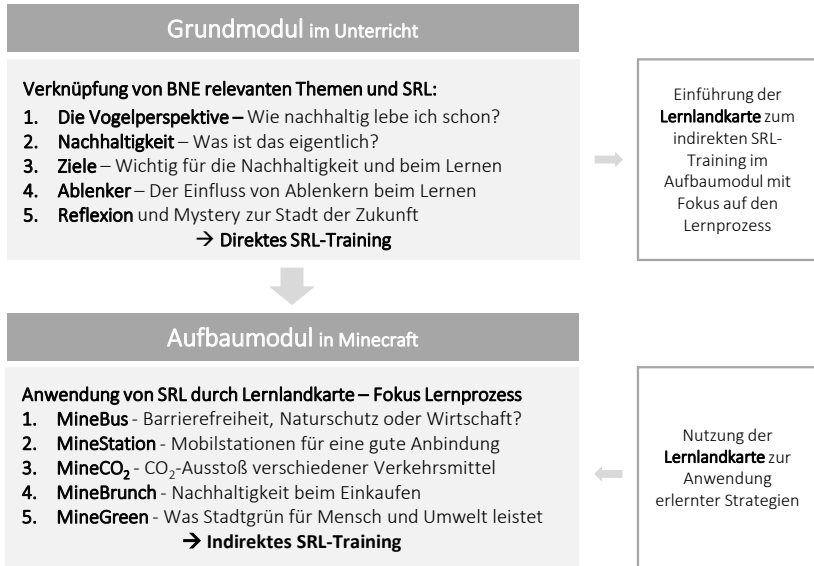 Grundmodul im Unterricht
Verknüpfung von BNE relevanten Themen und SRL:
1. Die Vogelperspektive – Wie nachhaltig lebe ich schon?
2. Nachhaltigkeit – Was ist das eigentlich?
3. Ziele – Wichtig für die Nachhaltigkeit und beim Lernen
4. Ablenker – Der Einfluss von Ablenkern beim Lernen
5. Reflexion und Mystery zur Stadt der Zukunft
→ Direktes SRL-Training
Einführung der
Lernlandkarte zum
indirekten SRL-
Training im
Aufbaumodul mit
Fokus auf den
Lernprozess
Aufbaumodul in Minecraft
Anwendung von SRL durch Lernlandkarte – Fokus Lernprozess
1. MineBus - Barrierefreiheit, Naturschutz oder Wirtschaft?
2. MineStation - Mobilstationen für eine gute Anbindung
3. MineCO₂ - CO₂-Ausstoß verschiedener Verkehrsmittel
4. MineBrunch - Nachhaltigkeit beim Einkaufen
5. MineGreen - Was Stadtgrün für Mensch und Umwelt leistet
→ Indirektes SRL-Training
Nutzung der
Lernlandkarte zur
Anwendung
erlernter Strategien